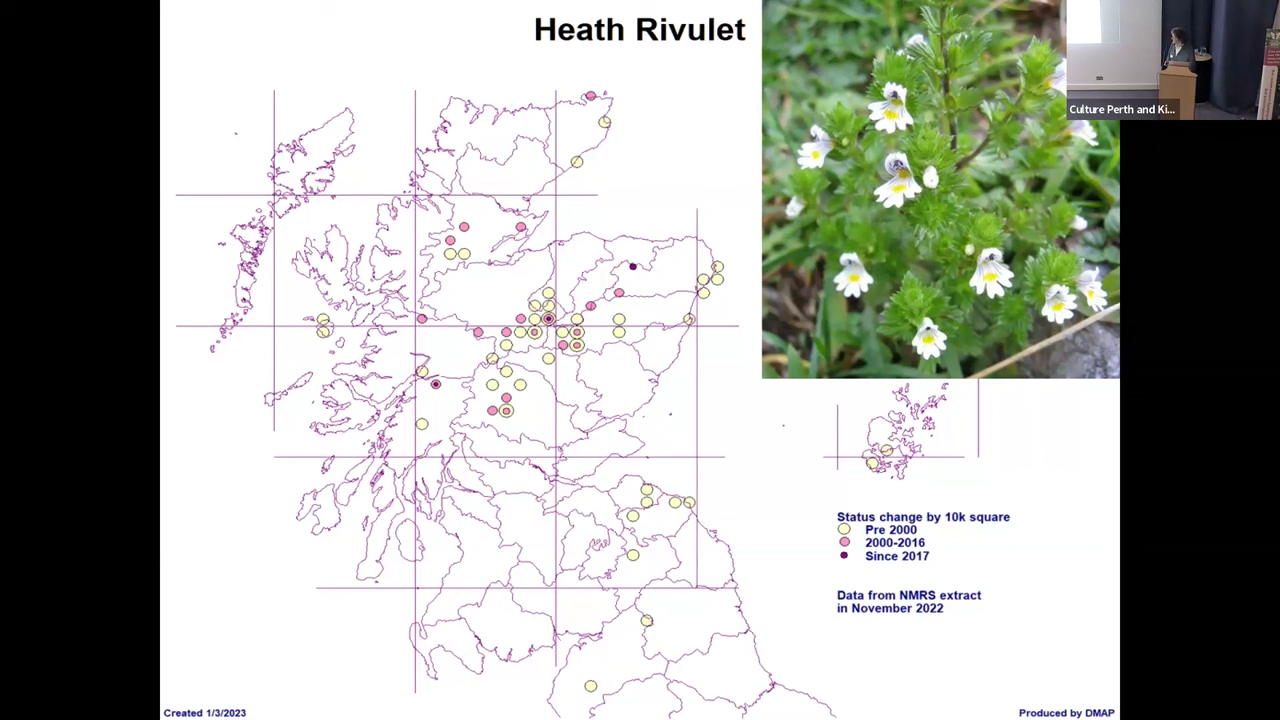 Heath Rivulet
Culture Perth and Ki...
Status change by 10k square
Pre 2000
2000-2016
Since 2017
Data from NMRS extract
in November 2022
Created 1/3/2023
Produced by DMAP